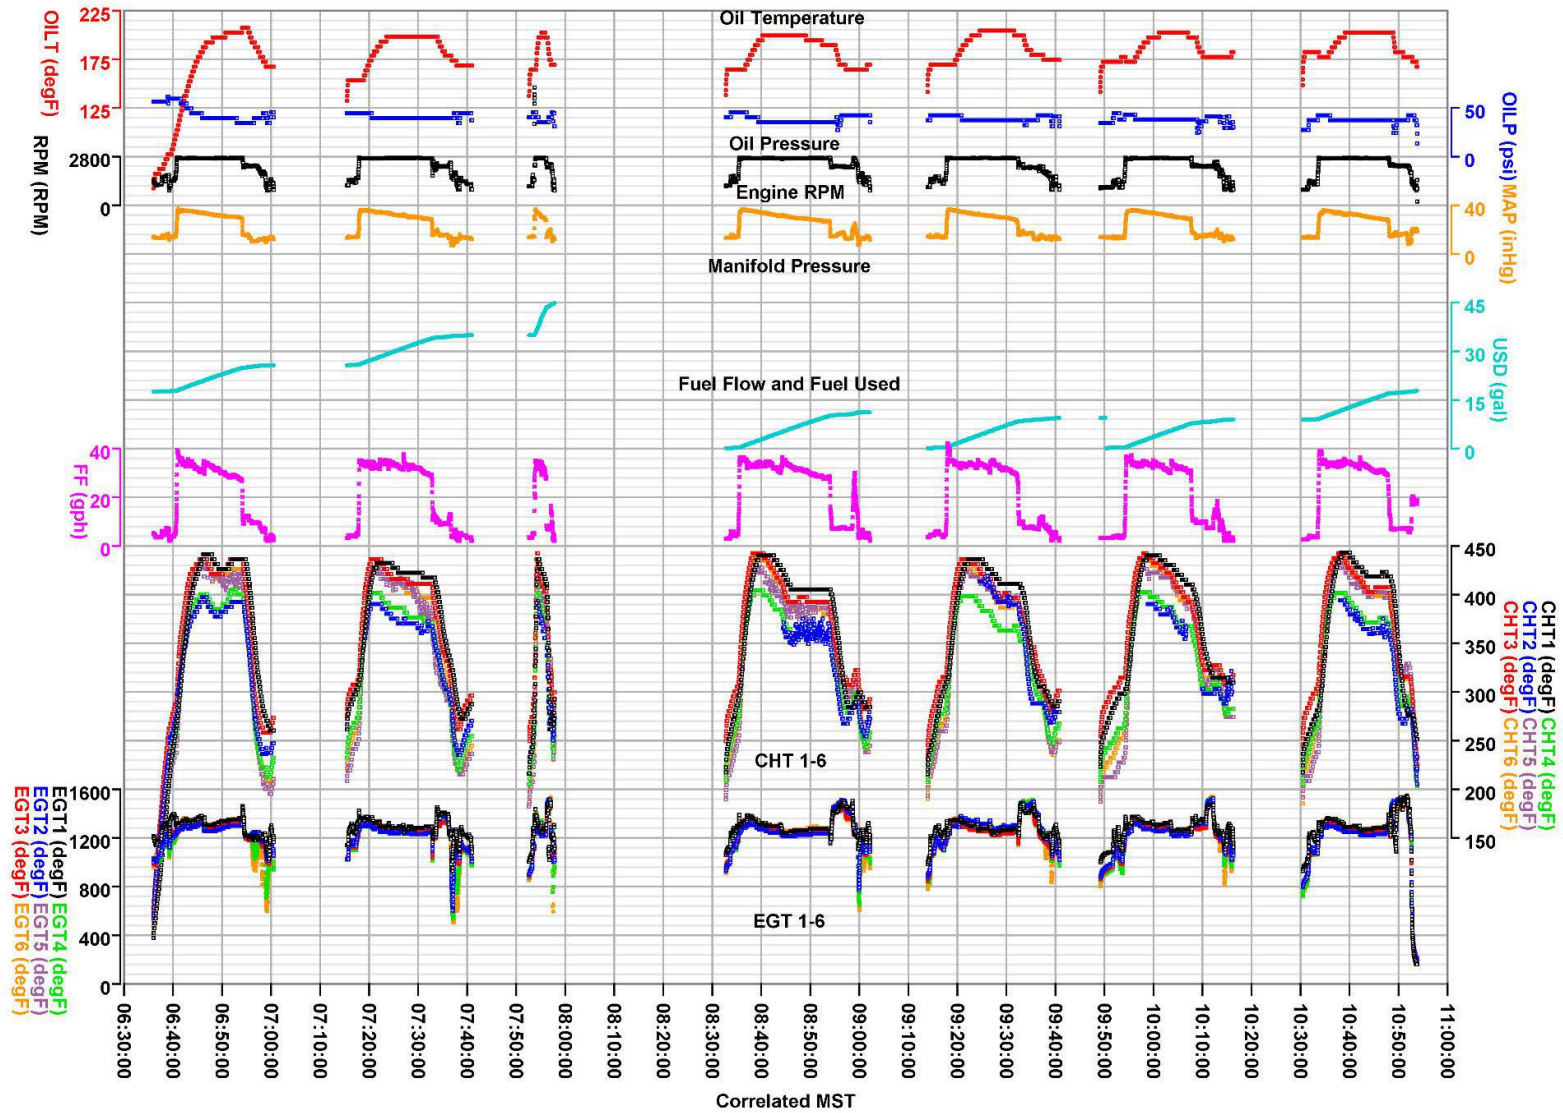 OILT (degF)
225
175
125
Oil Temperature
OILP (psi)
50
0
Oil Pressure
RPM (RPM)
2800
0
Engine RPM
MAP (inHg)
40
0
Manifold Pressure
USD (gal)
45
30
15
0
Fuel Flow and Fuel Used
FF (gph)
40
20
0
450
400
350
300
250
200
150
CHT1 (degF) CHT4 (degF)
CHT2 (degF) CHT5 (degF)
CHT3 (degF) CHT6 (degF)
CHT 1-6
1600
1200
800
400
0
EGT1 (degF) EGT4 (degF)
EGT2 (degF) EGT5 (degF)
EGT3 (degF) EGT6 (degF)
EGT 1-6
06:30:00
06:40:00
06:50:00
07:00:00
07:10:00
07:20:00
07:30:00
07:40:00
07:50:00
08:00:00
08:10:00
08:20:00
08:30:00
08:40:00
08:50:00
09:00:00
09:10:00
09:20:00
09:30:00
09:40:00
09:50:00
10:00:00
10:10:00
10:20:00
10:30:00
10:40:00
10:50:00
11:00:00
Correlated MST